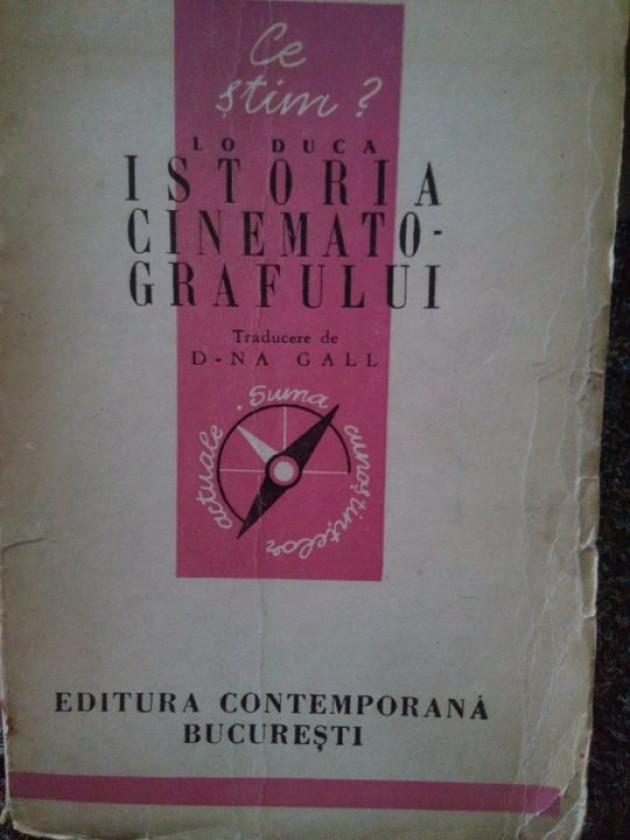 Ce
știm?
LO DUCA
ISTORIA
CINEMATO-
GRAFULUI
Traducere de
D-NA GALL
Suma
cunoștințelor
actuale
EDITURA CONTEMPORANĂ
BUCUREȘTI